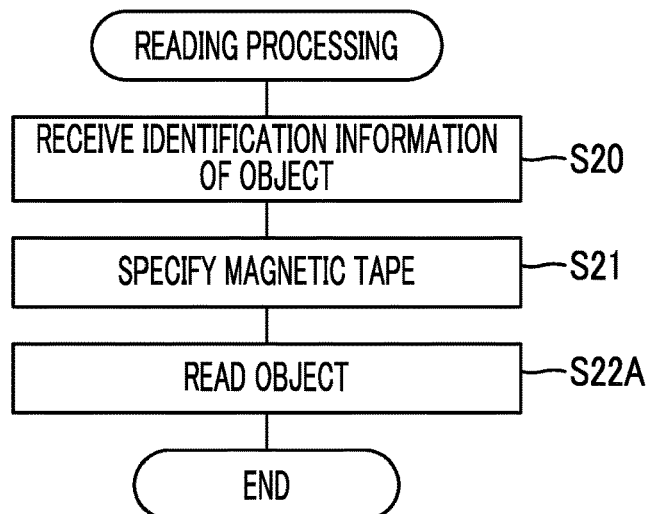 READING PROCESSING
RECEIVE IDENTIFICATION INFORMATION
OF OBJECT
S20
SPECIFY MAGNETIC TAPE
S21
READ OBJECT
S22A
END